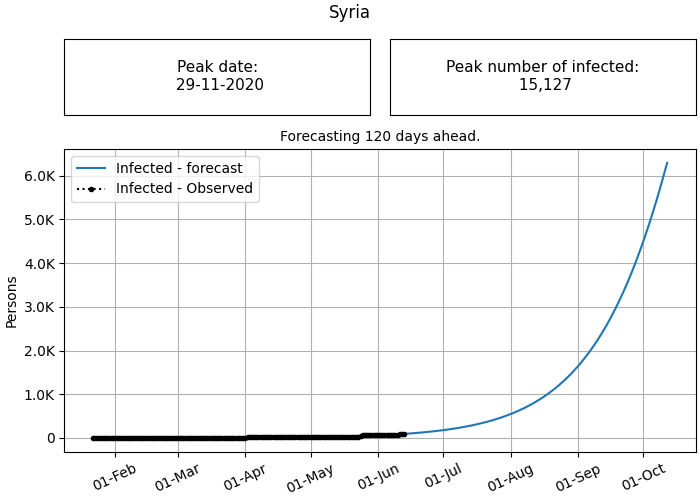 Syria
Peak date:
29-11-2020
Peak number of infected:
15,127
Forecasting 120 days ahead.
Infected - forecast
Infected - Observed
6.0K
5.0K
4.0K
3.0K
2.0K
1.0K
0
Persons
01-Feb
01-Mar
01-Apr
01-May
01-Jun
01-Jul
01-Aug
01-Sep
01-Oct